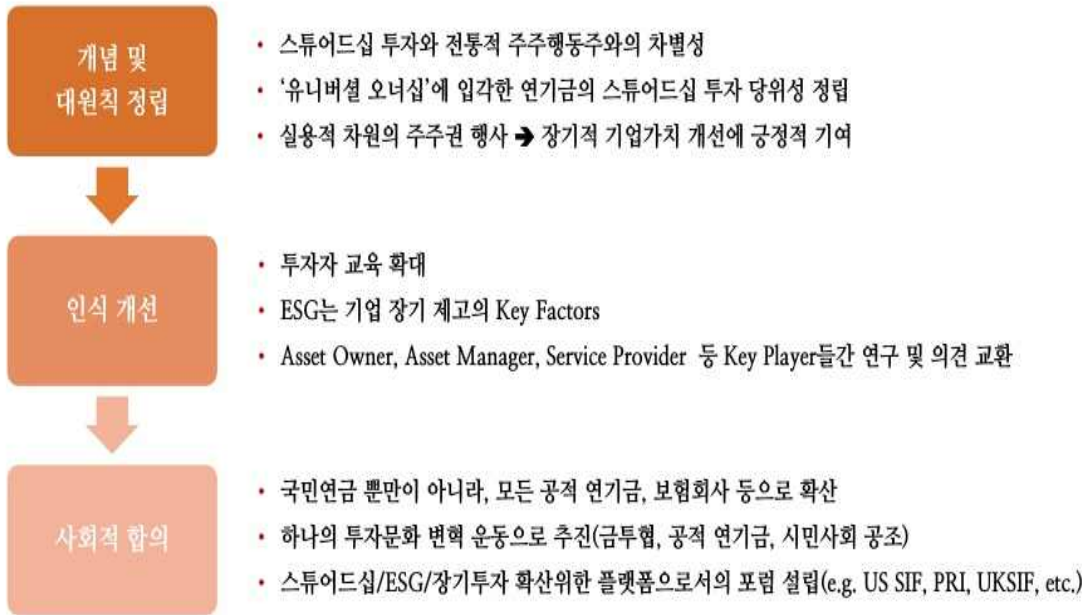 개념 및
대원칙 정립
• 스튜어드십 투자와 전통적 주주행동주와의 차별성
• ‘유니버셜 오너십’에 입각한 연기금의 스튜어드십 투자 당위성 정립
• 실용적 차원의 주주권 행사 ➔ 장기적 기업가치 개선에 긍정적 기여
인식 개선
• 투자자 교육 확대
• ESG는 기업 장기 제고의 Key Factors
• Asset Owner, Asset Manager, Service Provider 등 Key Player들간 연구 및 의견 교환
사회적 합의
• 국민연금 뿐만이 아니라, 모든 공적 연기금, 보험회사 등으로 확산
• 하나의 투자문화 변혁 운동으로 추진(금투협, 공적 연기금, 시민사회 공조)
• 스튜어드십/ESG/장기투자 확산위한 플랫폼으로서의 포럼 설립(e.g. US SIF, PRI, UKSIF, etc.)